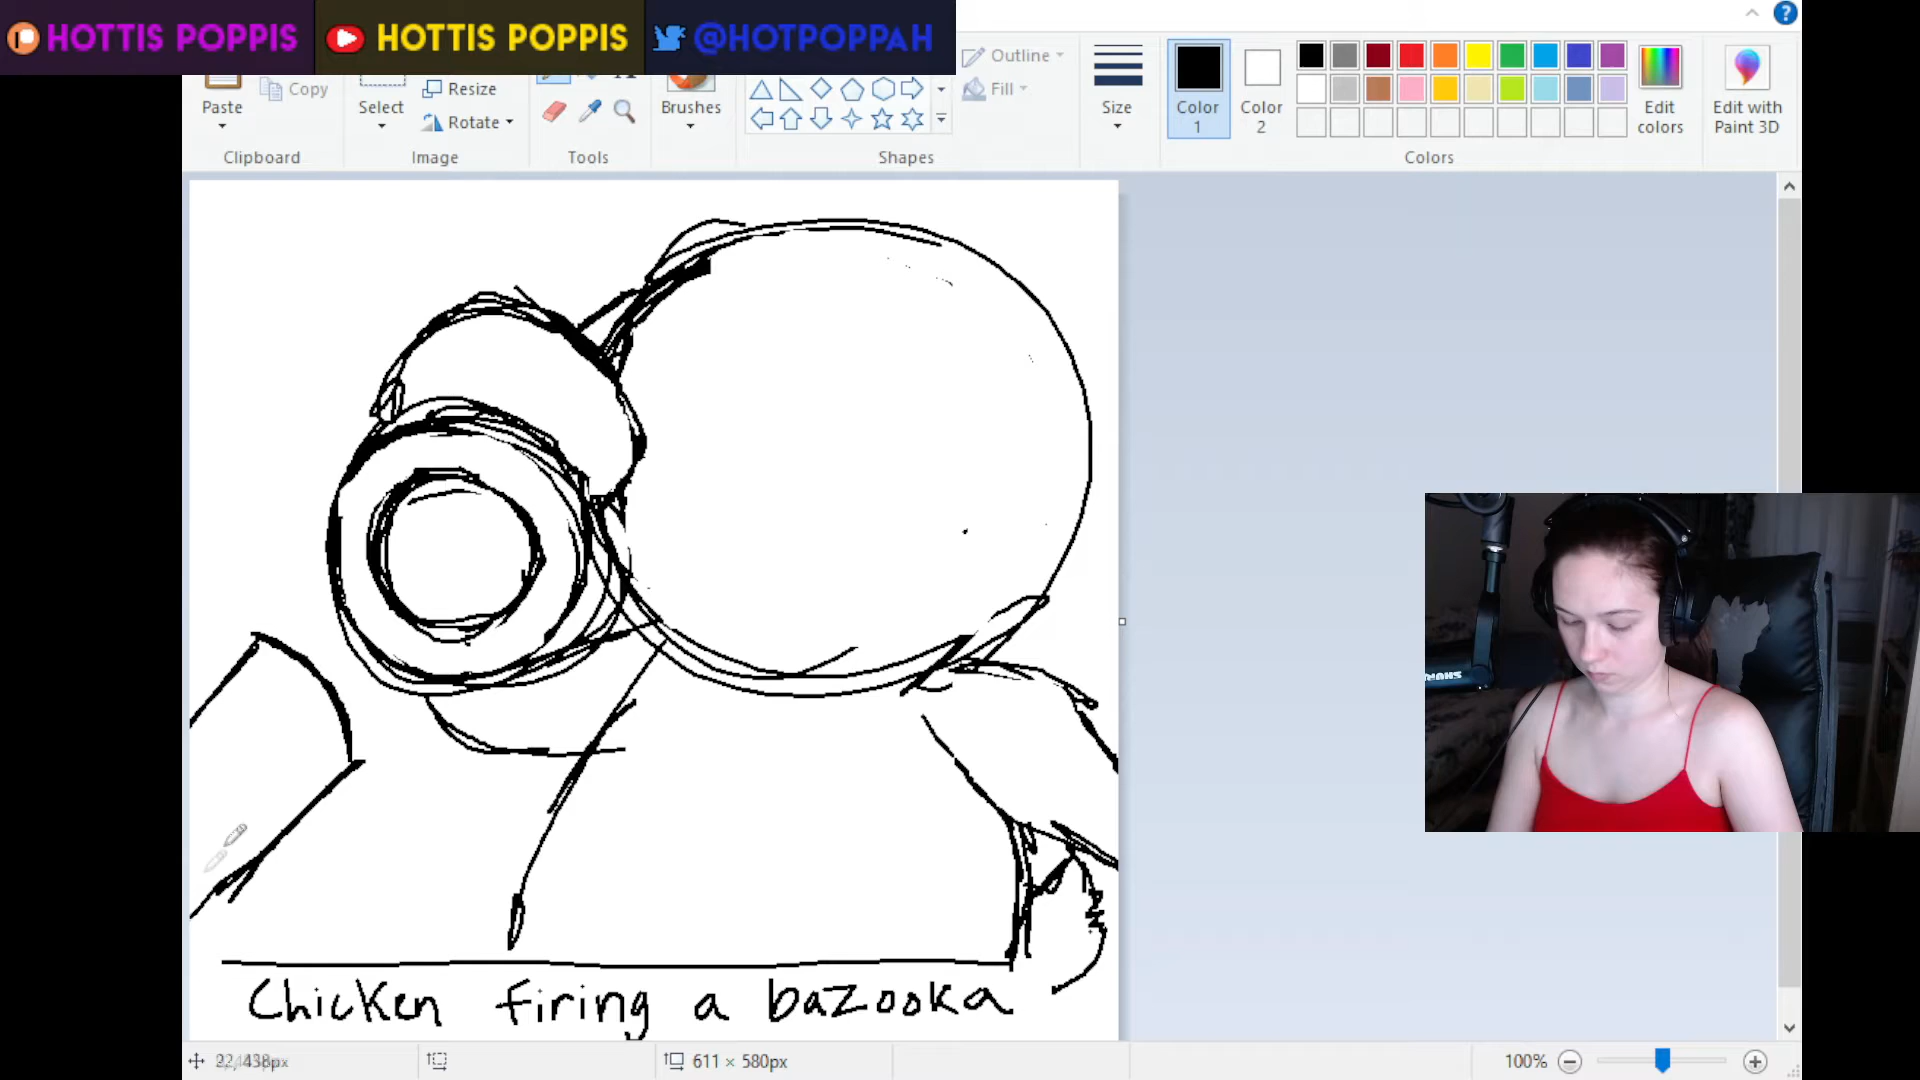 HOTTIS POPPIS HOTTIS POPPIS @HOTPOPPAH
Outline
Fill
Paste
Copy
Select
Resize
Rotate
Brushes
Size
Color 1
Color 2
Edit colors
Edit with Paint 3D
Clipboard Image Tools Shapes Colors
SHURE
Chicken firing a bazooka
611 × 580px 100%